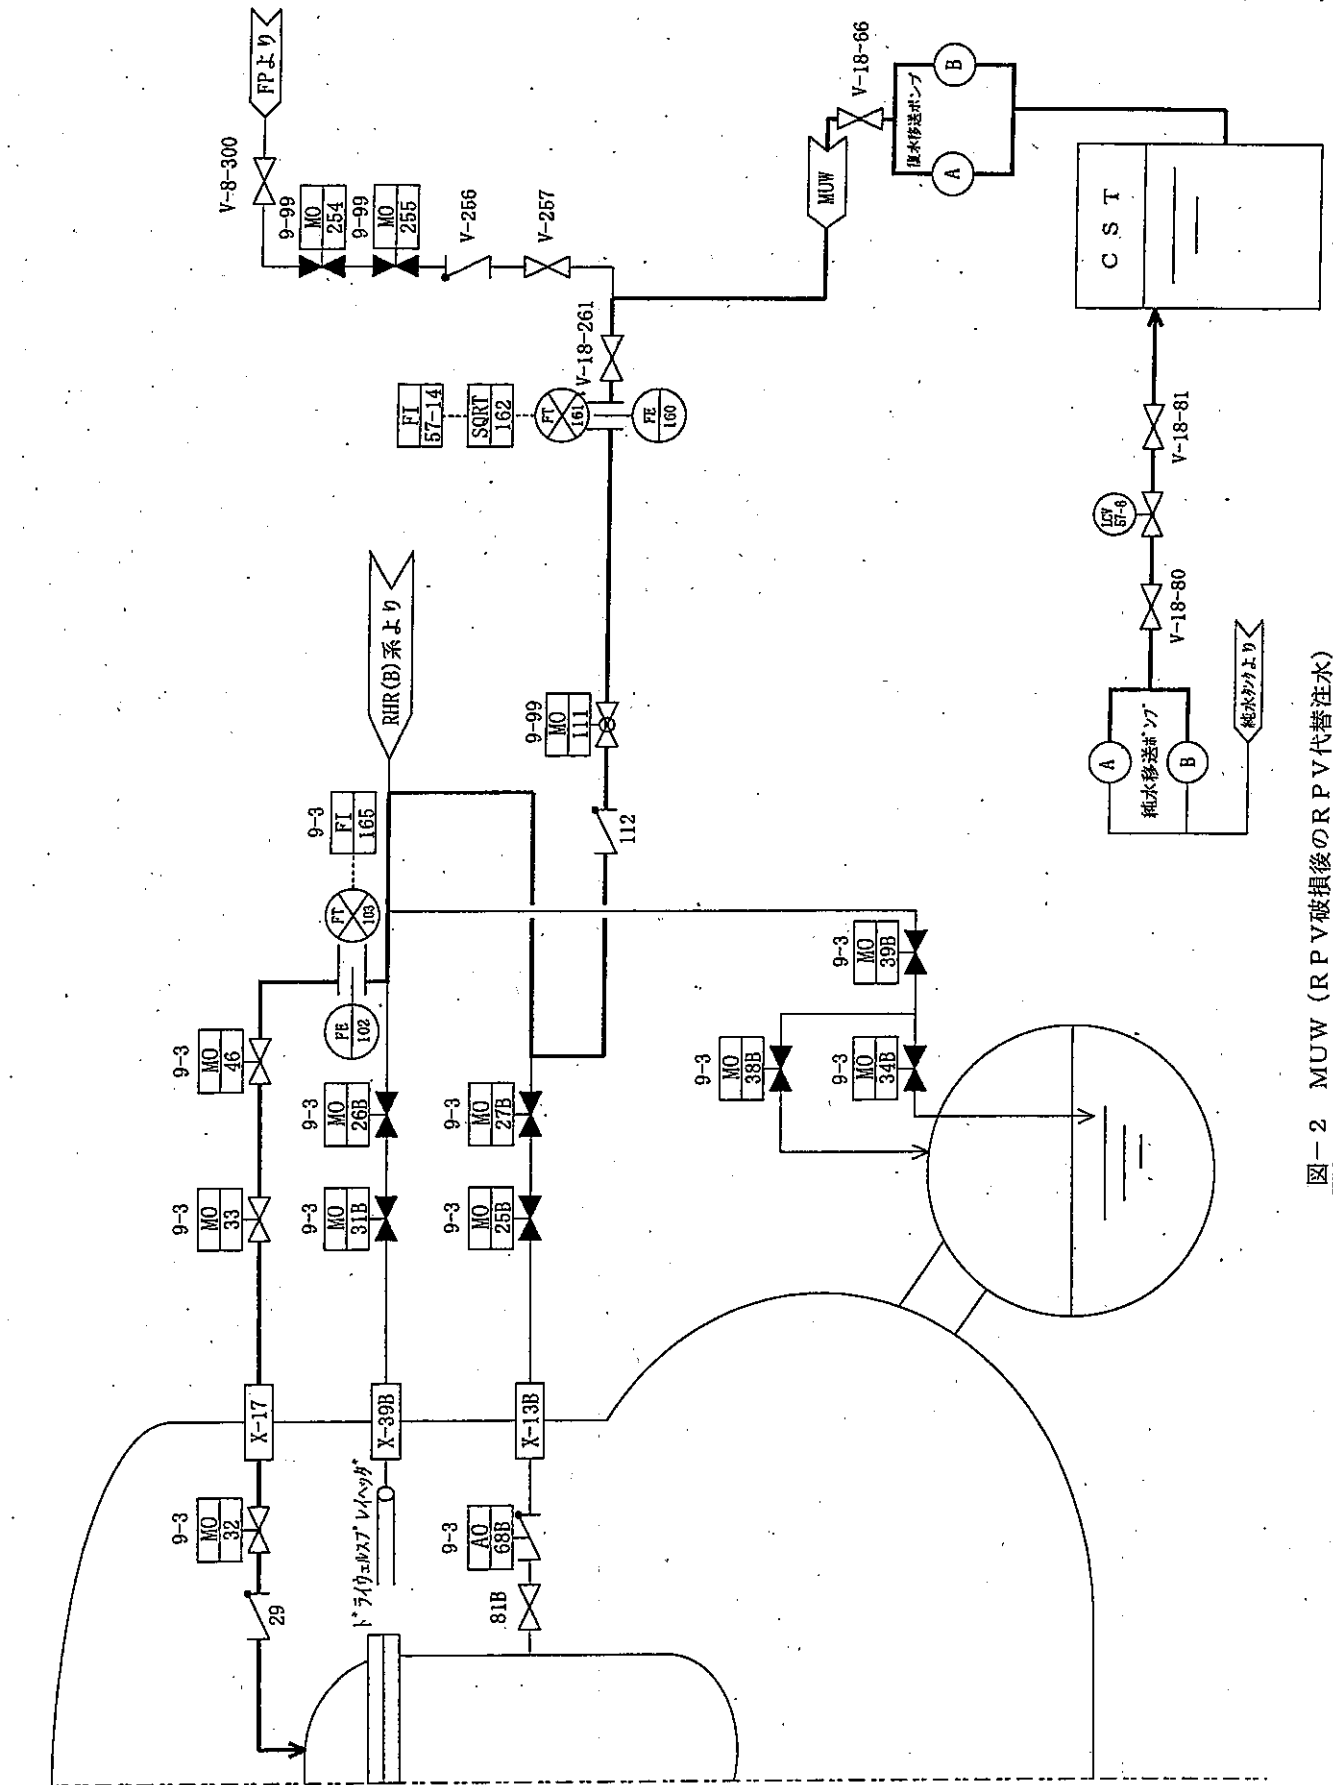 FPより
V-8-300
9-99
MO
254
9-99
MO
255
V-256
V-257
V-18-261
FI
57-14
SQRT
162
FT
161
FE
160
MUW
V-18-66
復水移送ポンプ
A
B
CST
V-18-81
LCV
57-8
V-18-80
純水移送ポンプ
A
B
純水タンクより
RHR(B)系より
9-99
MO
111
112
9-3
FI
165
FT
103
FE
102
9-3
MO
46
9-3
MO
33
9-3
MO
26B
9-3
MO
31B
9-3
MO
27B
9-3
MO
25B
9-3
MO
39B
9-3
MO
38B
9-3
MO
34B
X-17
X-39B
X-13B
9-3
MO
32
29
ドライウェルスプレイヘッダ
9-3
AO
68B
81B
図-2 MUW(RPV破損後のRPV代替注水)